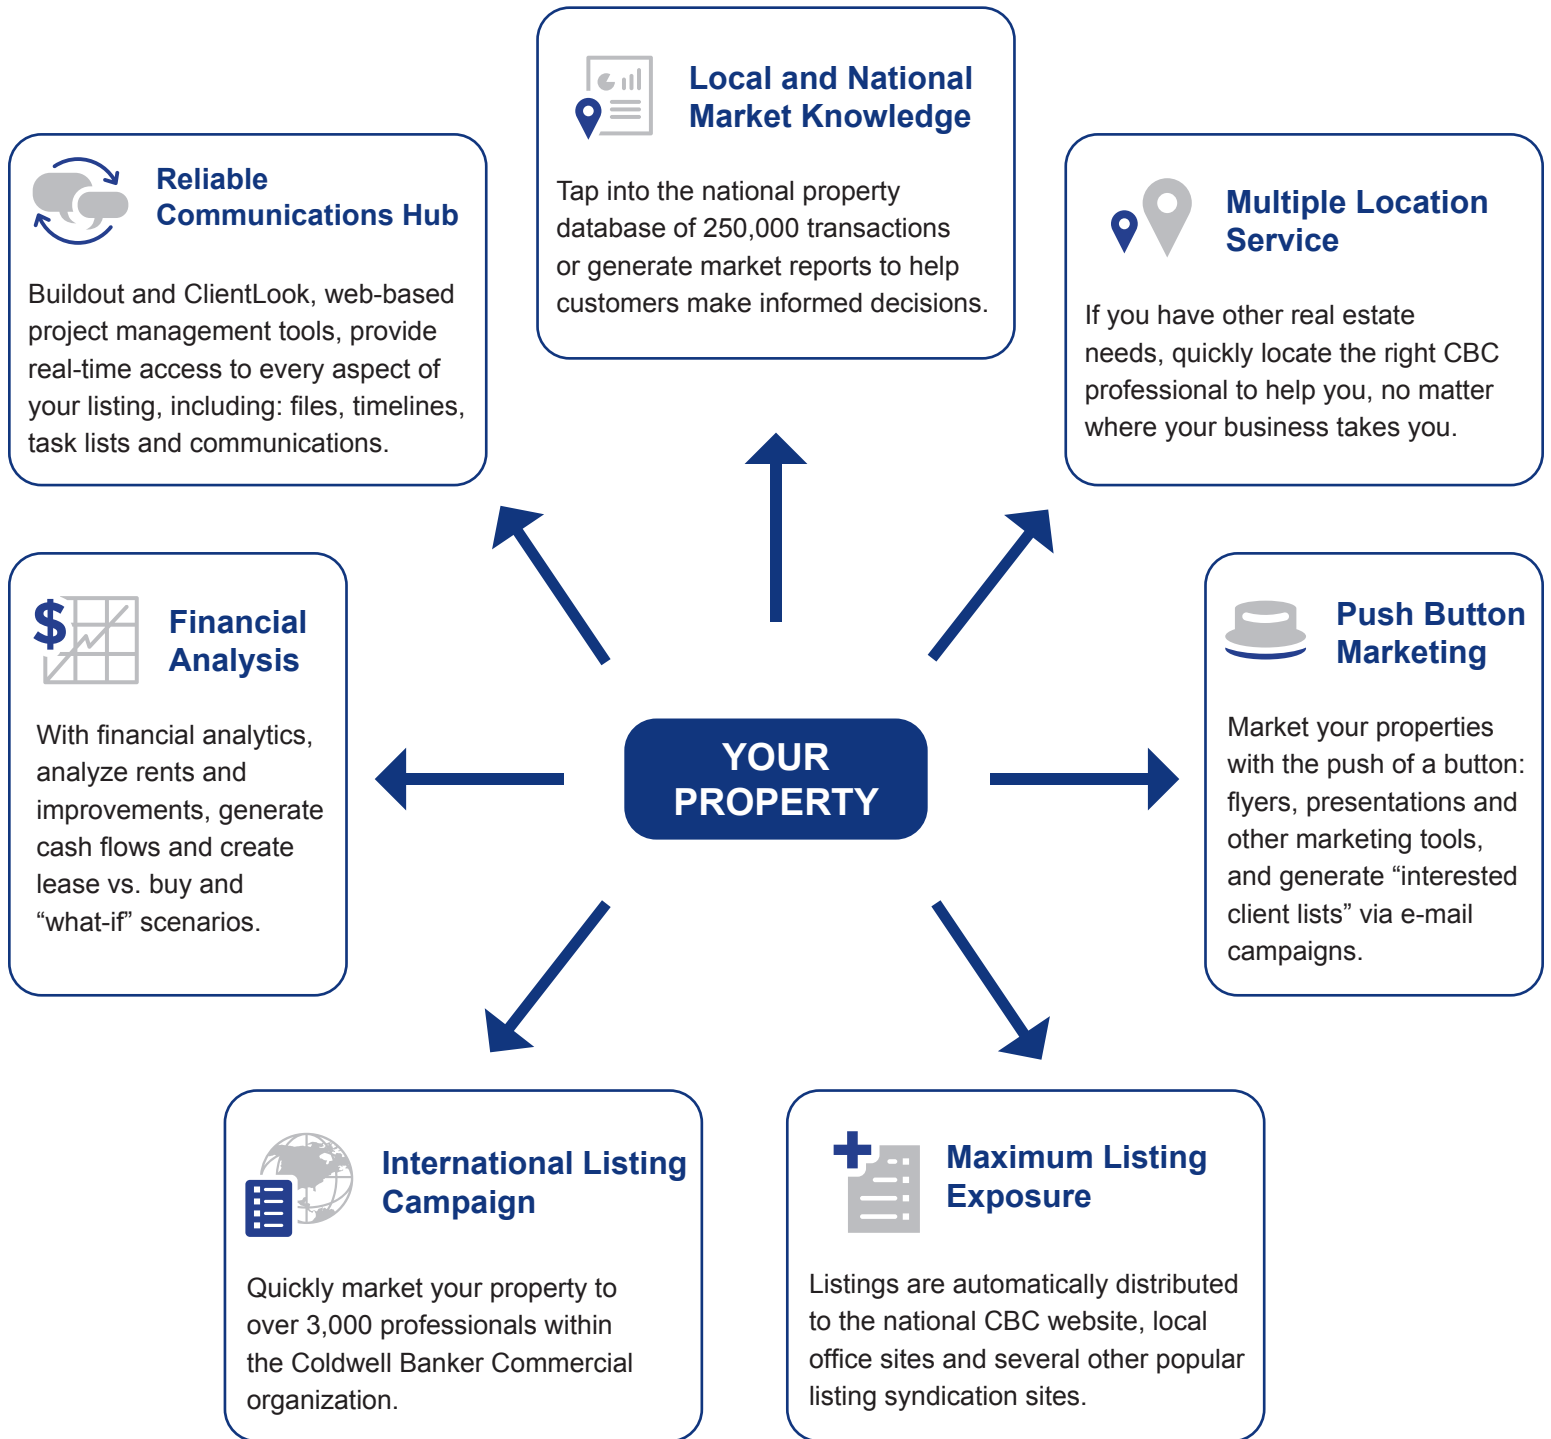 Local and National
Market Knowledge
Tap into the national property
database of 250,000 transactions
or generate market reports to help
customers make informed decisions.
Reliable
Communications Hub
Buildout and ClientLook, web-based
project management tools, provide
real-time access to every aspect of
your listing, including: files, timelines,
task lists and communications.
Multiple Location
Service
If you have other real estate
needs, quickly locate the right CBC
professional to help you, no matter
where your business takes you.
$
Financial
Analysis
With financial analytics,
analyze rents and
improvements, generate
cash flows and create
lease vs. buy and
“what-if” scenarios.
YOUR
PROPERTY
Push Button
Marketing
Market your properties
with the push of a button:
flyers, presentations and
other marketing tools,
and generate “interested
client lists” via e-mail
campaigns.
International Listing
Campaign
Quickly market your property to
over 3,000 professionals within
the Coldwell Banker Commercial
organization.
Maximum Listing
Exposure
Listings are automatically distributed
to the national CBC website, local
office sites and several other popular
listing syndication sites.